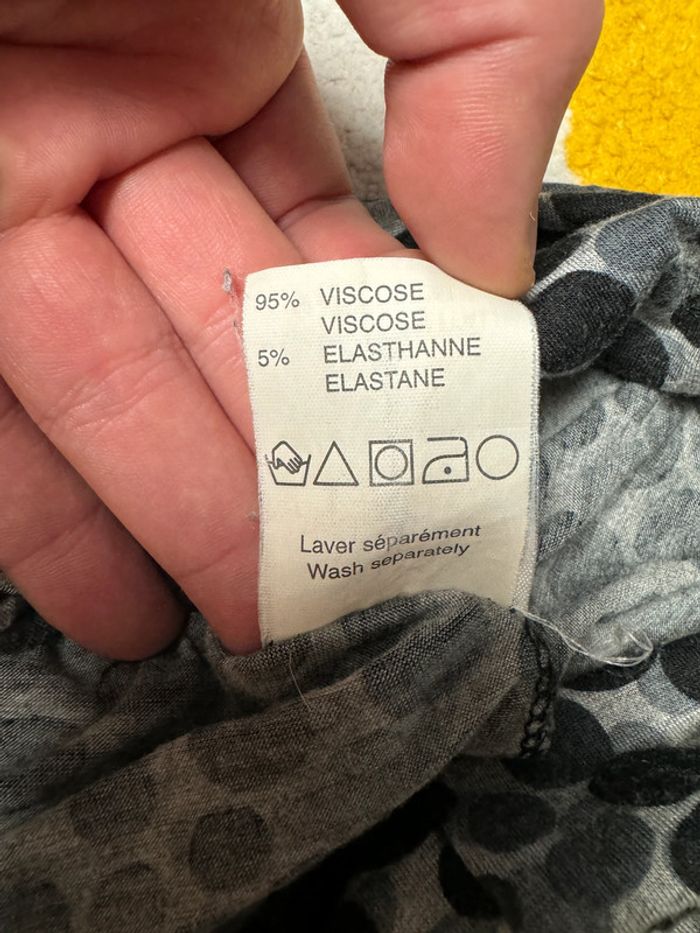 95% VISCOSE
VISCOSE
5% ELASTHANNE
ELASTANE
Laver séparément
Wash separately